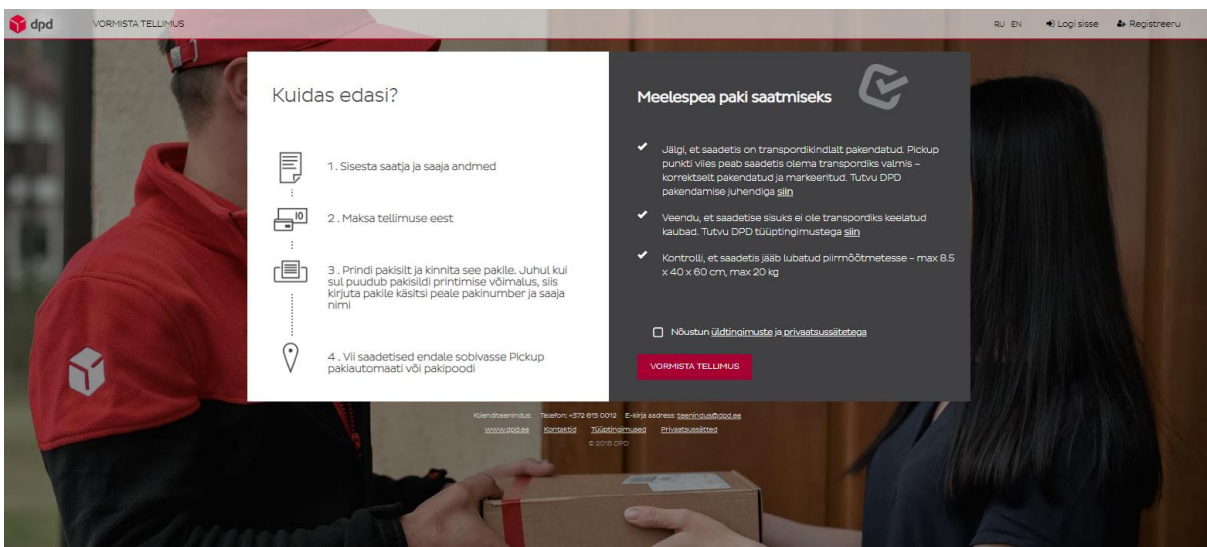 dpd VORMISTA TELLIMUS RU EN Logi sisse Registreeru
Kuidas edasi?
1. Sisesta saatja ja saaja andmed
10
2. Maksa tellimuse eest
3. Prindi pakisilt ja kinnita see pakile. Juhul kui
sul puudub pakisildi printimise võimalus, siis
kirjuta pakile käsitsi peale pakinumber ja saaja
nimi
4. Vii saadetised endale sobivasse Pickup
pakiautomaati või pakipoodi
Meelespea paki saatmiseks
Jälgi, et saadetis on transpordikindlalt pakendatud. Pickup
punkti viies peab saadetis olema transpordiks valmis –
korrektselt pakendatud ja markeeritud. Tutvu DPD
pakendamise juhendiga siin
Veendu, et saadetise sisuks ei ole transpordiks keelatud
kaubad. Tutvu DPD tüüptingimustega siin
Kontrolli, et saadetis jääb lubatud piirmõõtmetesse – max 8.5
x 40 x 60 cm, max 20 kg
Nõustun üldtingimuste ja privaatsussätetega
VORMISTA TELLIMUS
Klienditeenindus: Telefon: +372 613 0012 E-kirja aadress: teenindus@dpd.ee
www.dpd.ee Kontaktid Tüüptingimused Privaatsussätted
© 2018 DPD